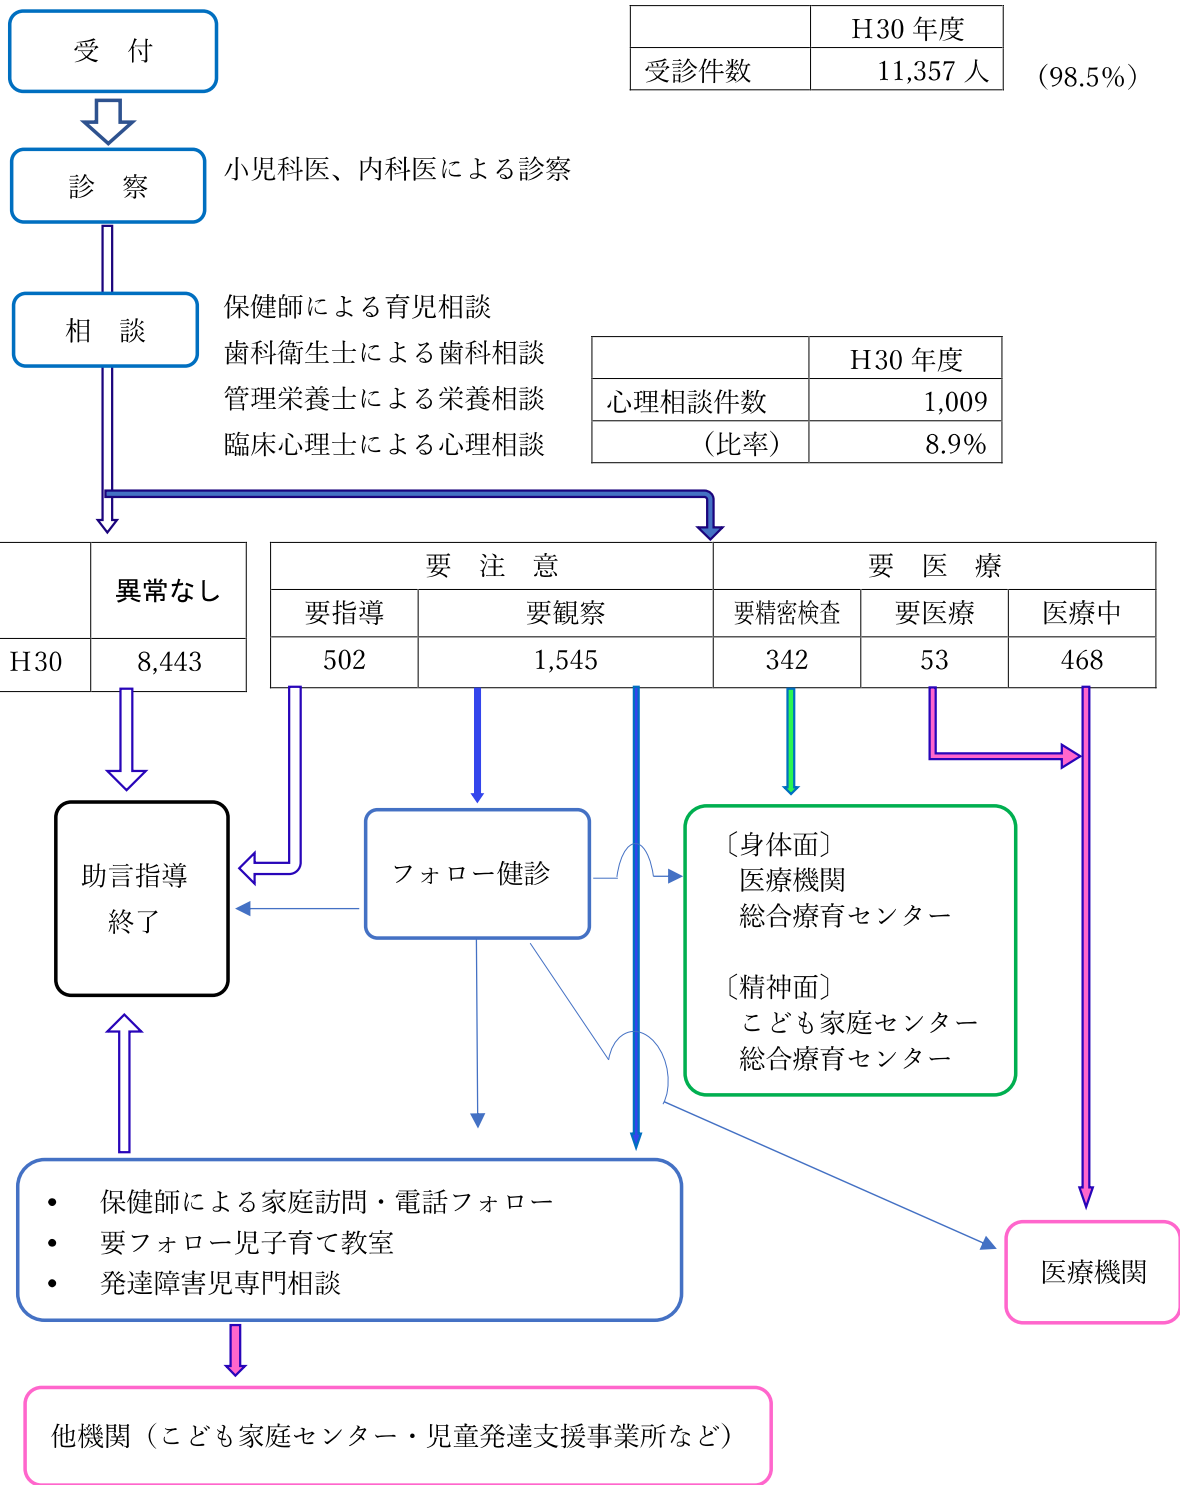 受　付
H30 年度
受診件数 11,357 人
（98.5%）
診　察
小児科医、内科医による診察
相　談
保健師による育児相談
歯科衛生士による歯科相談
管理栄養士による栄養相談
臨床心理士による心理相談
H30 年度
心理相談件数 1,009
（比率） 8.9%
異常なし
H30 8,443
要　注　意 要　医　療
要指導 要観察 要精密検査 要医療 医療中
502 1,545 342 53 468
助言指導
終了
フォロー健診
〔身体面〕
医療機関
総合療育センター
〔精神面〕
こども家庭センター
総合療育センター
• 保健師による家庭訪問・電話フォロー
• 要フォロー児子育て教室
• 発達障害児専門相談
医療機関
他機関（こども家庭センター・児童発達支援事業所など）